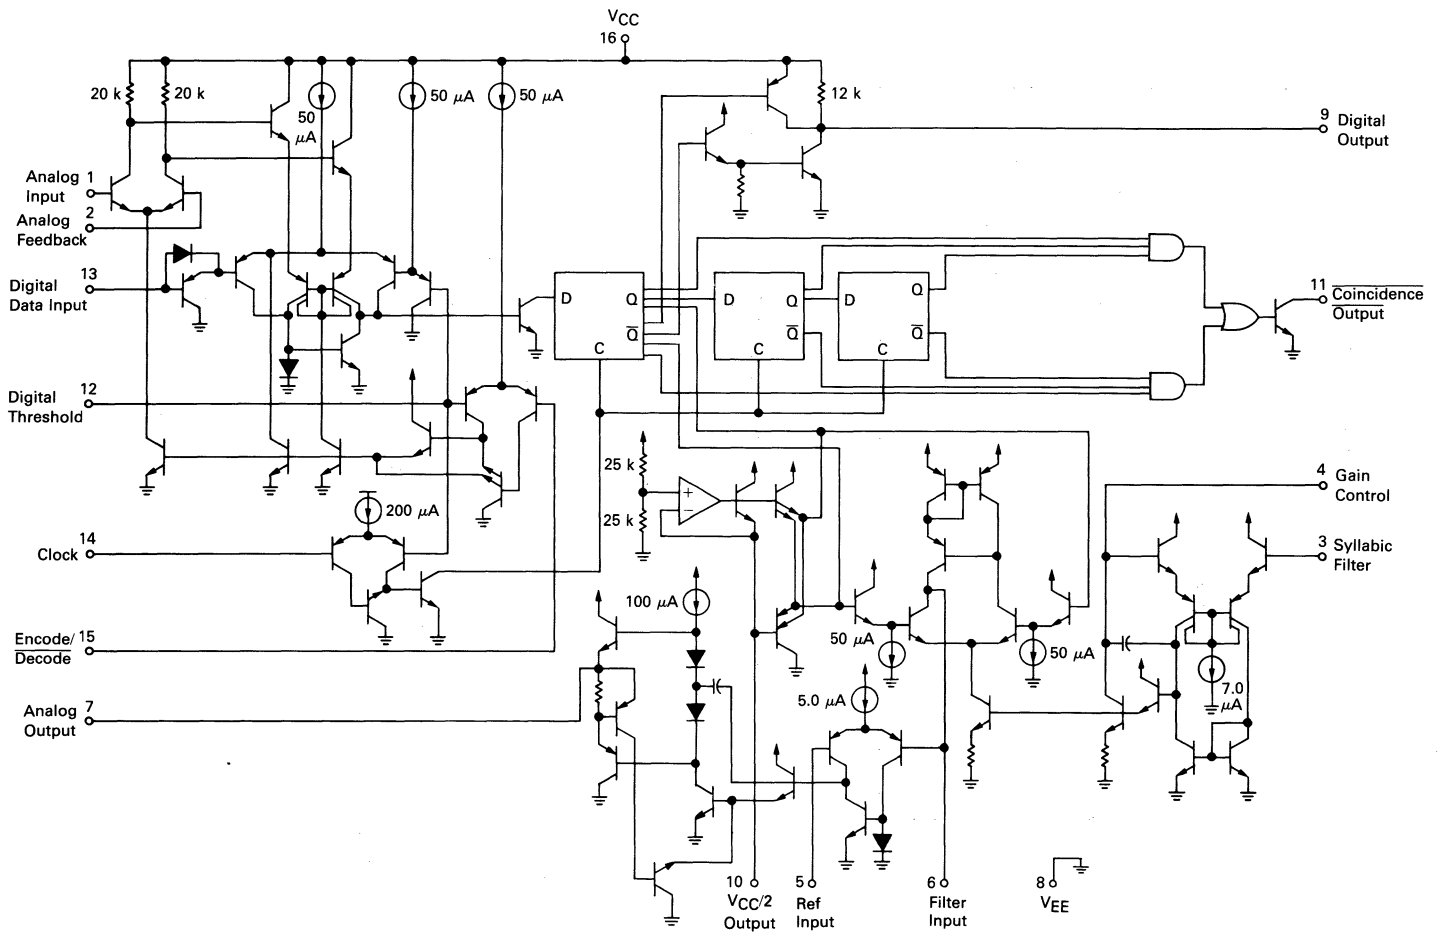 VCC
16
20 k
20 k
50
μA
50 μA
50 μA
12 k
9 Digital
Output
Analog 1
Input
2
Analog
Feedback
13
Digital
Data Input
D
Q
Q̅
C
D
Q
Q̅
C
D
Q
Q̅
C
11 Coincidence
Output
12
Digital
Threshold
25 k
25 k
+
−
4 Gain
Control
200 μA
14
Clock
3 Syllabic
Filter
100 μA
50 μA
50 μA
Encode/ 15
Decode
5.0 μA
7.0
μA
Analog 7
Output
10
VCC/2
Output
5
Ref
Input
6
Filter
Input
8
VEE